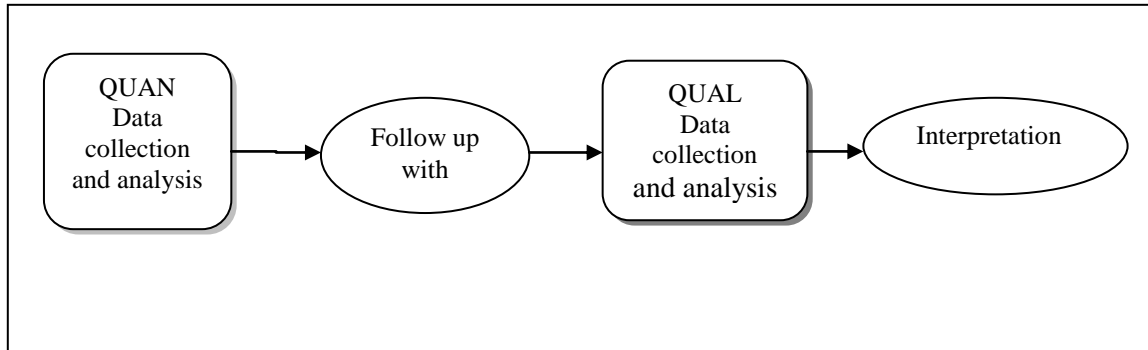 QUAN
Data
collection
and analysis
Follow up
with
QUAL
Data
collection
and analysis
Interpretation